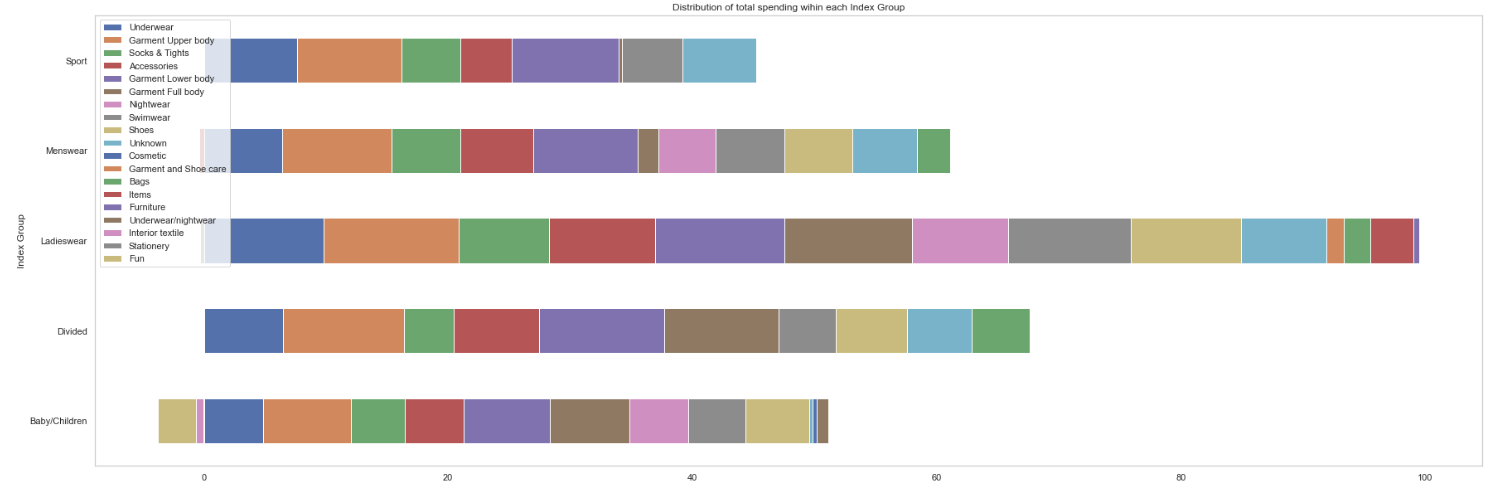 Distribution of total spending wihin each Index Group
Underwear
Garment Upper body
Socks & Tights
Accessories
Garment Lower body
Garment Full body
Nightwear
Swimwear
Shoes
Unknown
Cosmetic
Garment and Shoe care
Bags
Items
Furniture
Underwear/nightwear
Interior textile
Stationery
Fun
Index Group
Sport
Menswear
Ladieswear
Divided
Baby/Children
0 20 40 60 80 100